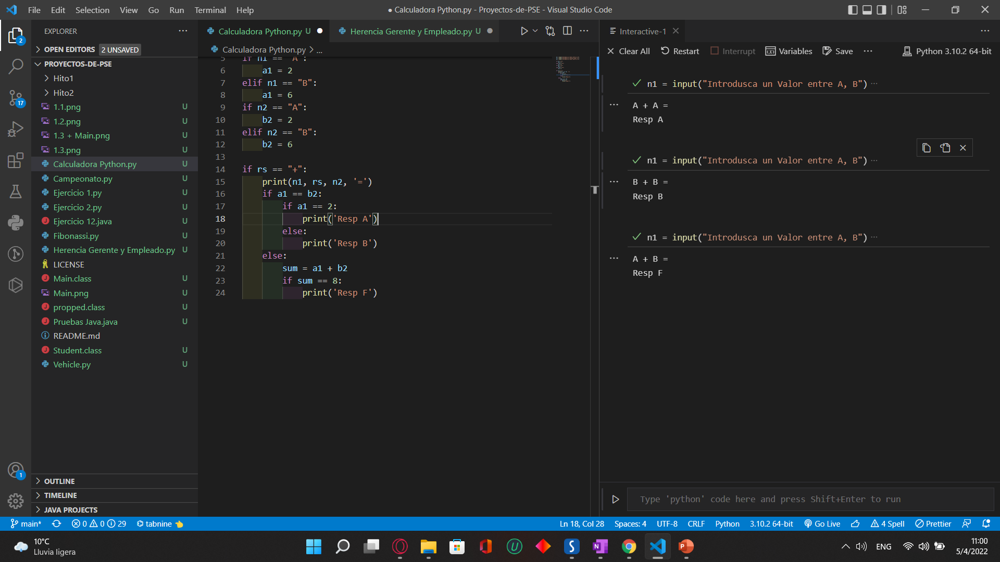 File Edit Selection View Go Run Terminal Help
● Calculadora Python.py - Proyectos-de-PSE - Visual Studio Code
EXPLORER
OPEN EDITORS 2 UNSAVED
PROYECTOS-DE-PSE
Hito1
Hito2
1.1.png U
1.2.png U
1.3 + Main.png U
1.3.png U
Calculadora Python.py U
Campeonato.py U
Ejercicio 1.py U
Ejercicio 2.py U
Ejercicio 12.java U
Fibonassi.py U
Herencia Gerente y Empleado.py U
LICENSE
Main.class U
Main.png U
propped.class U
Pruebas Java.java U
README.md
Student.class U
Vehicle.py U
OUTLINE
TIMELINE
JAVA PROJECTS
2
17
1
Calculadora Python.py U
Herencia Gerente y Empleado.py U
Calculadora Python.py > ...
5 if n1 == "A":
6 a1 = 2
7 elif n1 == "B":
8 a1 = 6
9 if n2 == "A":
10 b2 = 2
11 elif n2 == "B":
12 b2 = 6
13
14 if rs == "+":
15 print(n1, rs, n2, '=')
16 if a1 == b2:
17 if a1 == 2:
18 print('Resp A')
19 else:
20 print('Resp B')
21 else:
22 sum = a1 + b2
23 if sum == 8:
24 print('Resp F')
Interactive-1
Clear All Restart Interrupt Variables Save ··· Python 3.10.2 64-bit
n1 = input("Introdusca un Valor entre A, B") ···
A + A =
Resp A
n1 = input("Introdusca un Valor entre A, B") ···
B + B =
Resp B
n1 = input("Introdusca un Valor entre A, B") ···
A + B =
Resp F
Type 'python' code here and press Shift+Enter to run
main* 0 0 29 tabnine
Ln 18, Col 28 Spaces: 4 UTF-8 CRLF Python 3.10.2 64-bit Go Live 4 Spell Prettier
10°C
Lluvia ligera
ENG
11:00
5/4/2022